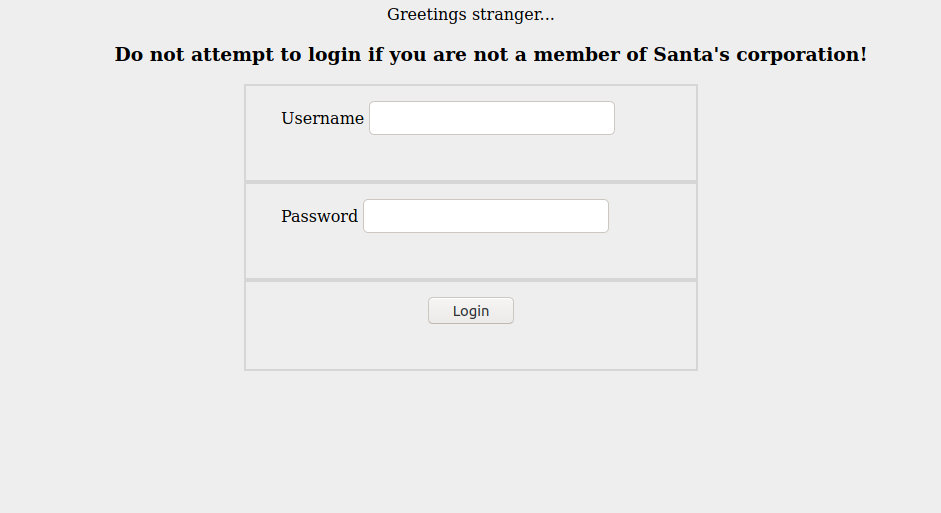 Greetings stranger...
Do not attempt to login if you are not a member of Santa's corporation!
Username
Password
Login